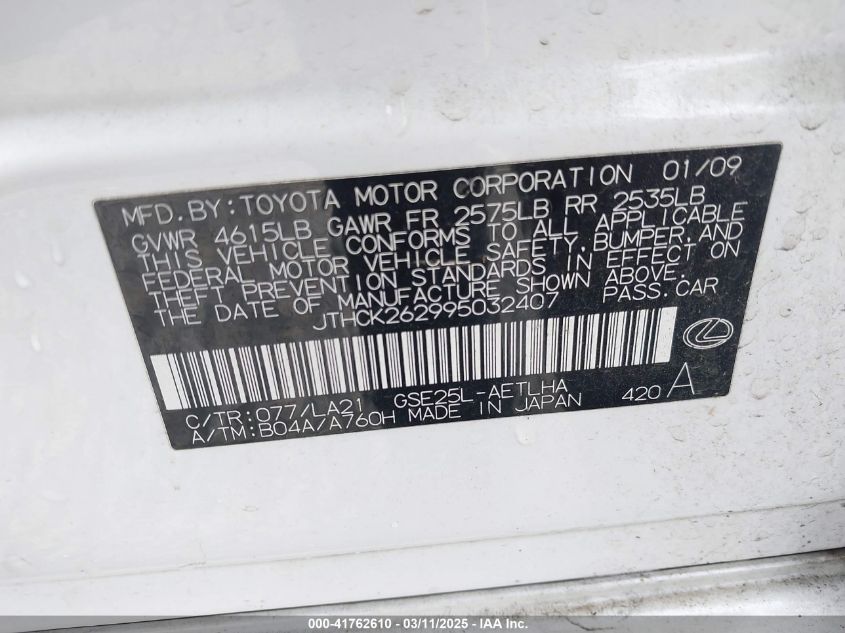 MFD. BY: TOYOTA MOTOR CORPORATION 01/09
GVWR 4615LB GAWR FR 2575LB RR 2535LB
THIS VEHICLE CONFORMS TO ALL APPLICABLE
FEDERAL MOTOR VEHICLE SAFETY, BUMPER, AND
THEFT PREVENTION STANDARDS IN EFFECT ON
THE DATE OF MANUFACTURE SHOWN ABOVE.
JTHCK262995032407 PASS. CAR
C/TR: 077/LA21 GSE25L-AETLHA 420 A
A/TM: B04A/A760H MADE IN JAPAN
000-41762610 - 03/11/2025 - IAA Inc.